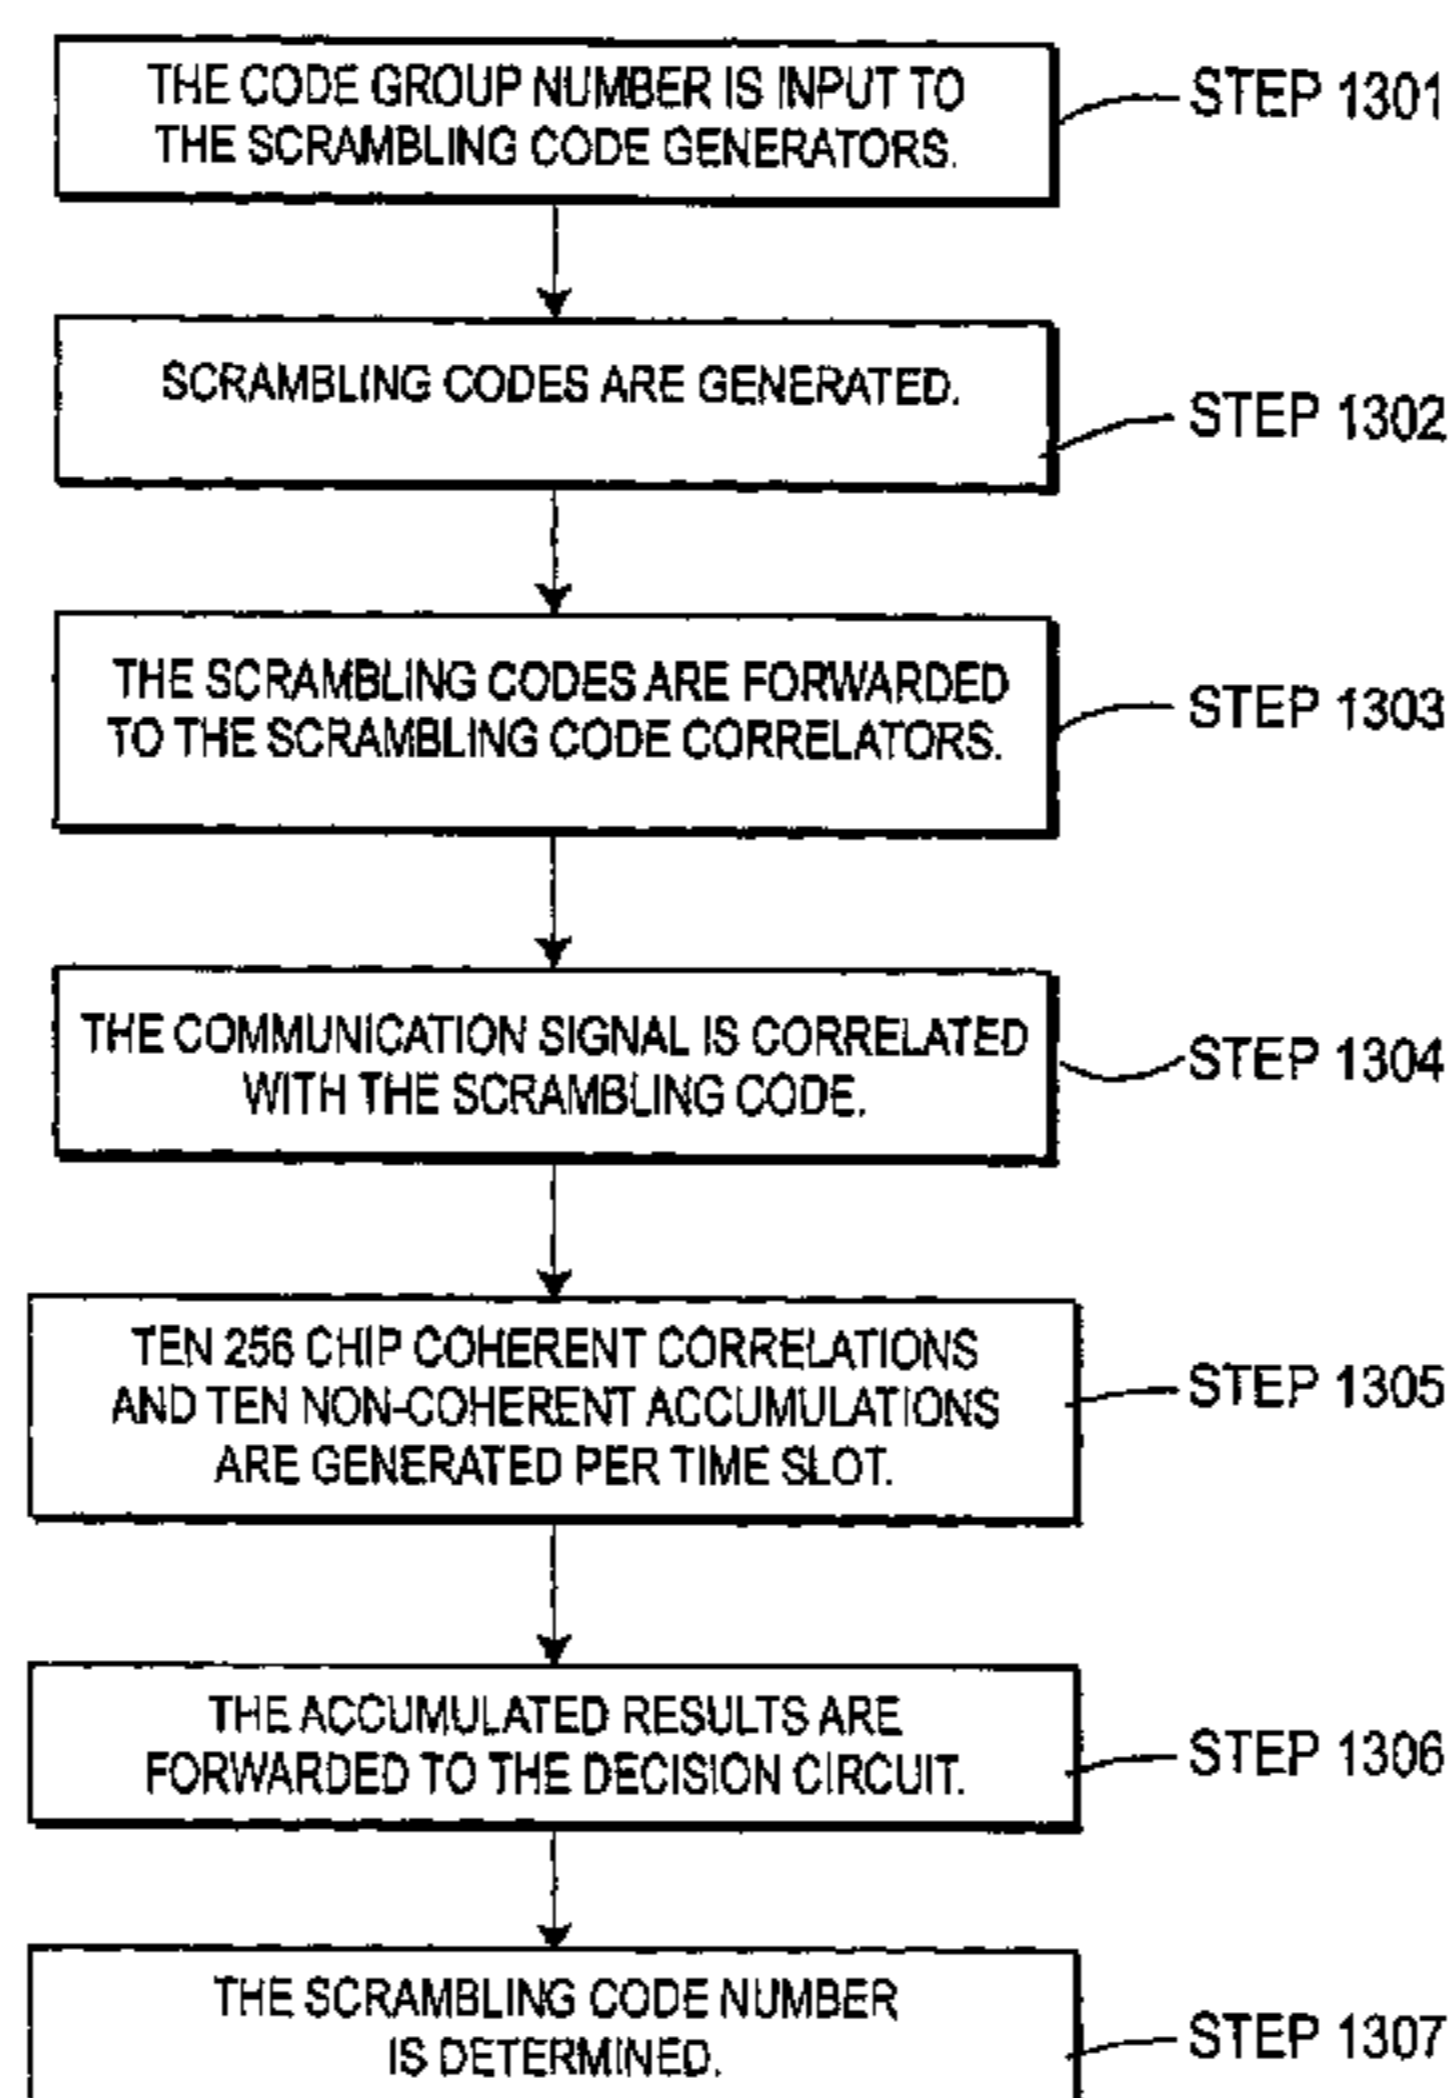 THE CODE GROUP NUMBER IS INPUT TO
THE SCRAMBLING CODE GENERATORS.
STEP 1301
SCRAMBLING CODES ARE GENERATED.
STEP 1302
THE SCRAMBLING CODES ARE FORWARDED
TO THE SCRAMBLING CODE CORRELATORS.
STEP 1303
THE COMMUNICATION SIGNAL IS CORRELATED
WITH THE SCRAMBLING CODE.
STEP 1304
TEN 256 CHIP COHERENT CORRELATIONS
AND TEN NON-COHERENT ACCUMULATIONS
ARE GENERATED PER TIME SLOT.
STEP 1305
THE ACCUMULATED RESULTS ARE
FORWARDED TO THE DECISION CIRCUIT.
STEP 1306
THE SCRAMBLING CODE NUMBER
IS DETERMINED.
STEP 1307